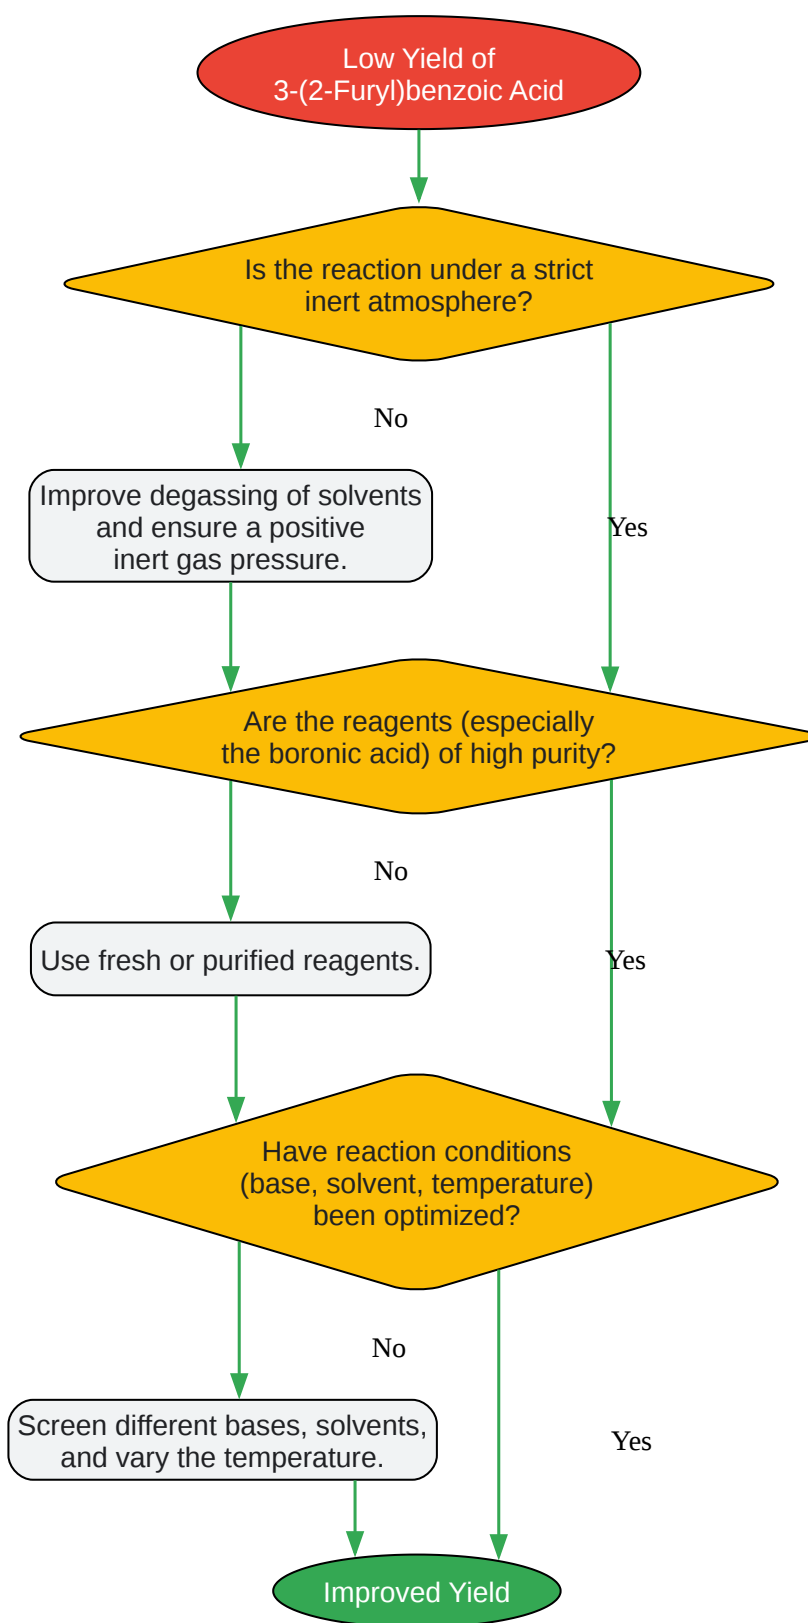 Low Yield of
3-(2-Furyl)benzoic Acid
Is the reaction under a strict
inert atmosphere?
No
Improve degassing of solvents
and ensure a positive
inert gas pressure.
Yes
Are the reagents (especially
the boronic acid) of high purity?
No
Use fresh or purified reagents.
Yes
Have reaction conditions
(base, solvent, temperature)
been optimized?
No
Screen different bases, solvents,
and vary the temperature.
Yes
Improved Yield